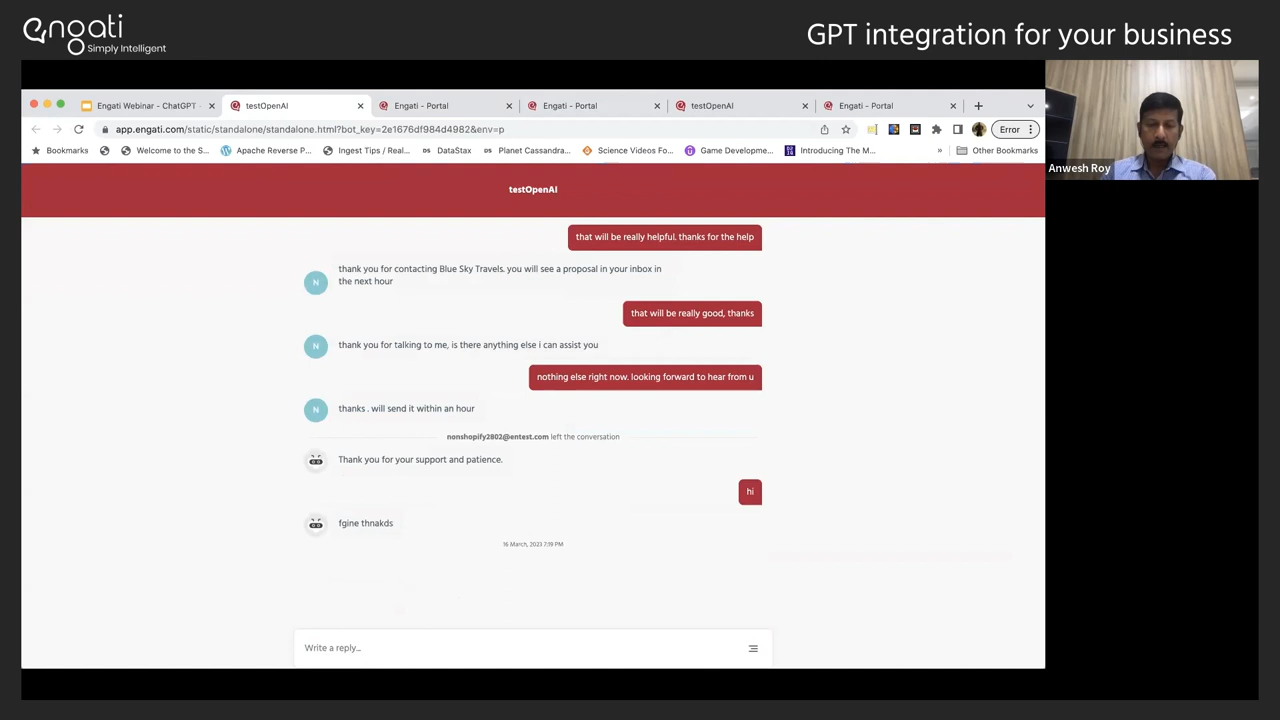 engati
Simply Intelligent
GPT integration for your business
Engati Webinar - ChatGPT -
testOpenAI
Engati - Portal
Engati - Portal
testOpenAI
Engati - Portal
app.engati.com/static/standalone/standalone.html?bot_key=2e1676df984d4982&env=p
Error
Bookmarks
Welcome to the S...
Apache Reverse P...
Ingest Tips / Real...
DS DataStax
DS Planet Cassandra...
Science Videos Fo...
Game Developme...
Introducing The M...
»
Other Bookmarks
Anwesh Roy
testOpenAI
that will be really helpful. thanks for the help
N
thank you for contacting Blue Sky Travels. you will see a proposal in your inbox in
the next hour
that will be really good, thanks
N
thank you for talking to me, is there anything else i can assist you
nothing else right now. looking forward to hear from u
N
thanks . will send it within an hour
nonshopify2802@entest.com left the conversation
Thank you for your support and patience.
hi
fgine thnakds
16 March, 2023 7:19 PM
Write a reply...